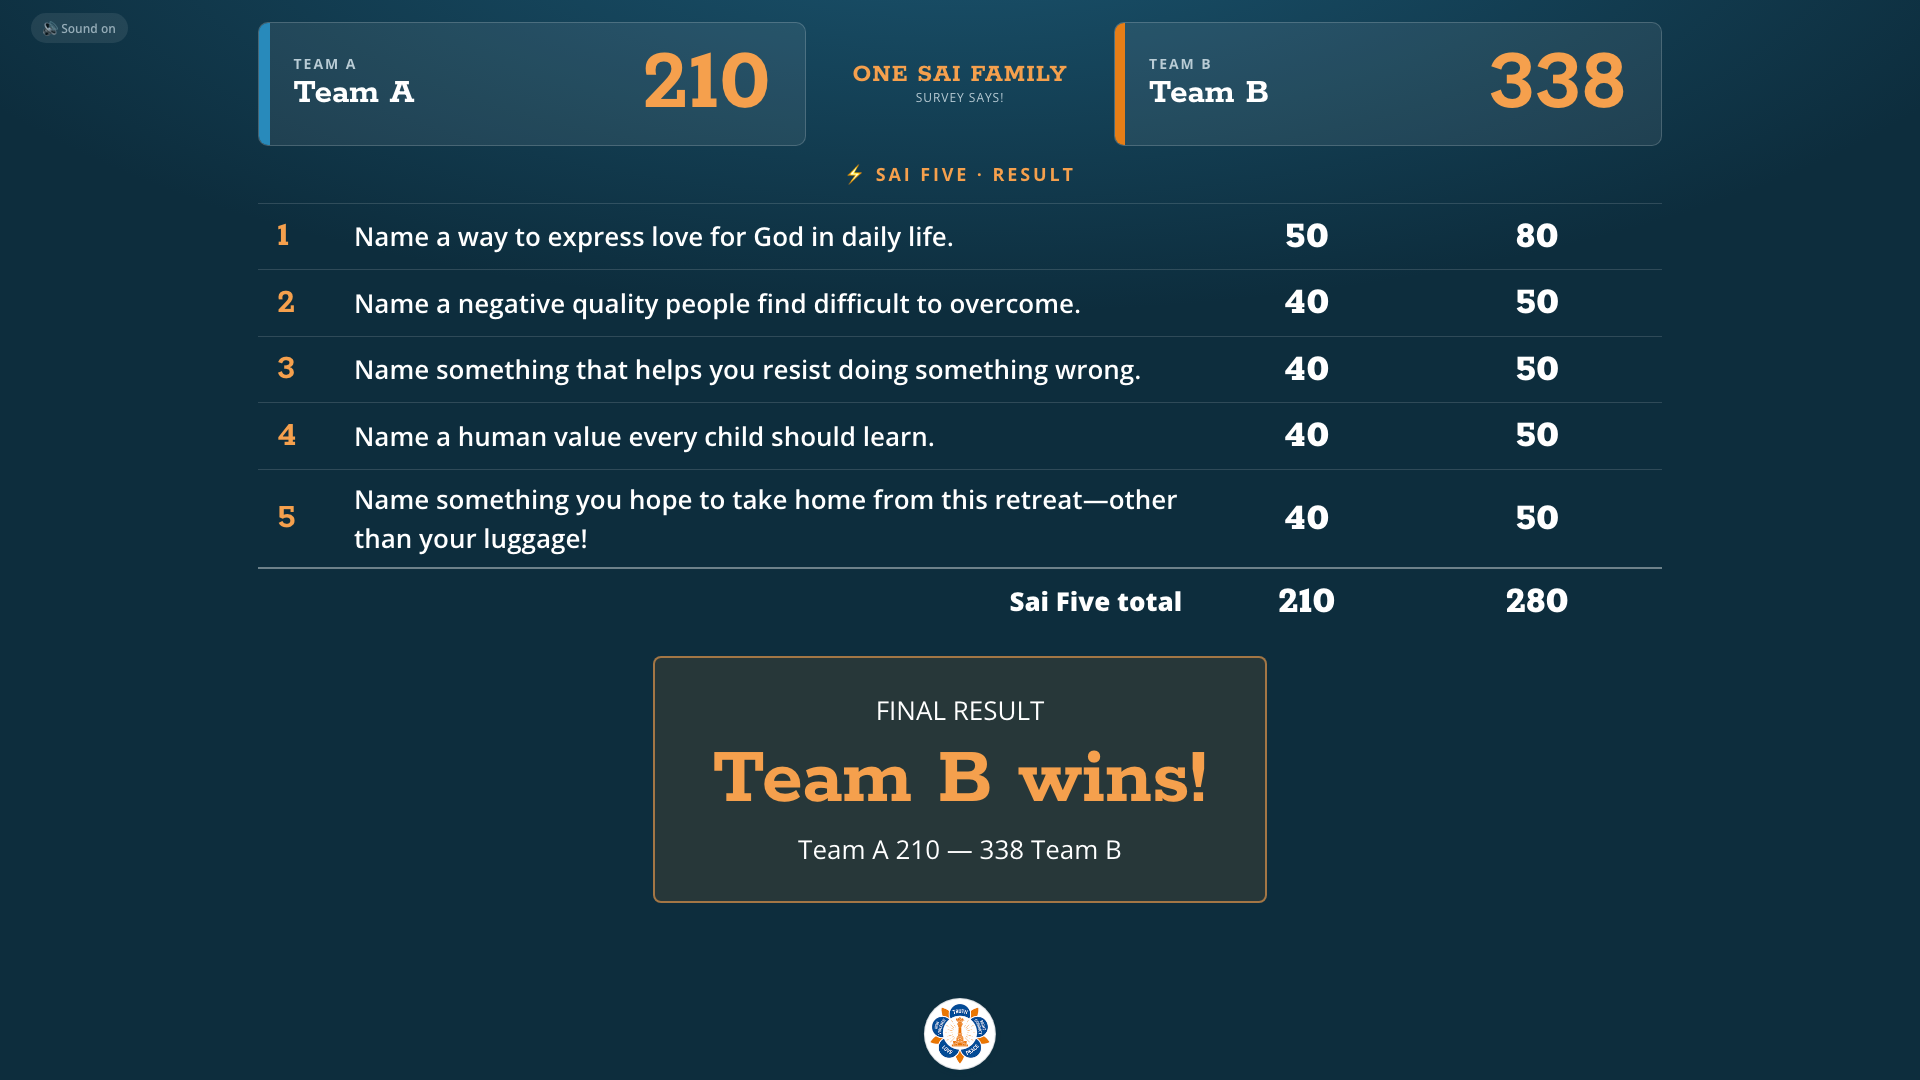 🔊 Sound on
TEAM A
Team A
210
ONE SAI FAMILY
SURVEY SAYS!
TEAM B
Team B
338
⚡ SAI FIVE · RESULT
1 Name a way to express love for God in daily life. 50 80
2 Name a negative quality people find difficult to overcome. 40 50
3 Name something that helps you resist doing something wrong. 40 50
4 Name a human value every child should learn. 40 50
5 Name something you hope to take home from this retreat—other
than your luggage! 40 50
Sai Five total 210 280
FINAL RESULT
Team B wins!
Team A 210 — 338 Team B
TRUTH
LOVE
PEACE